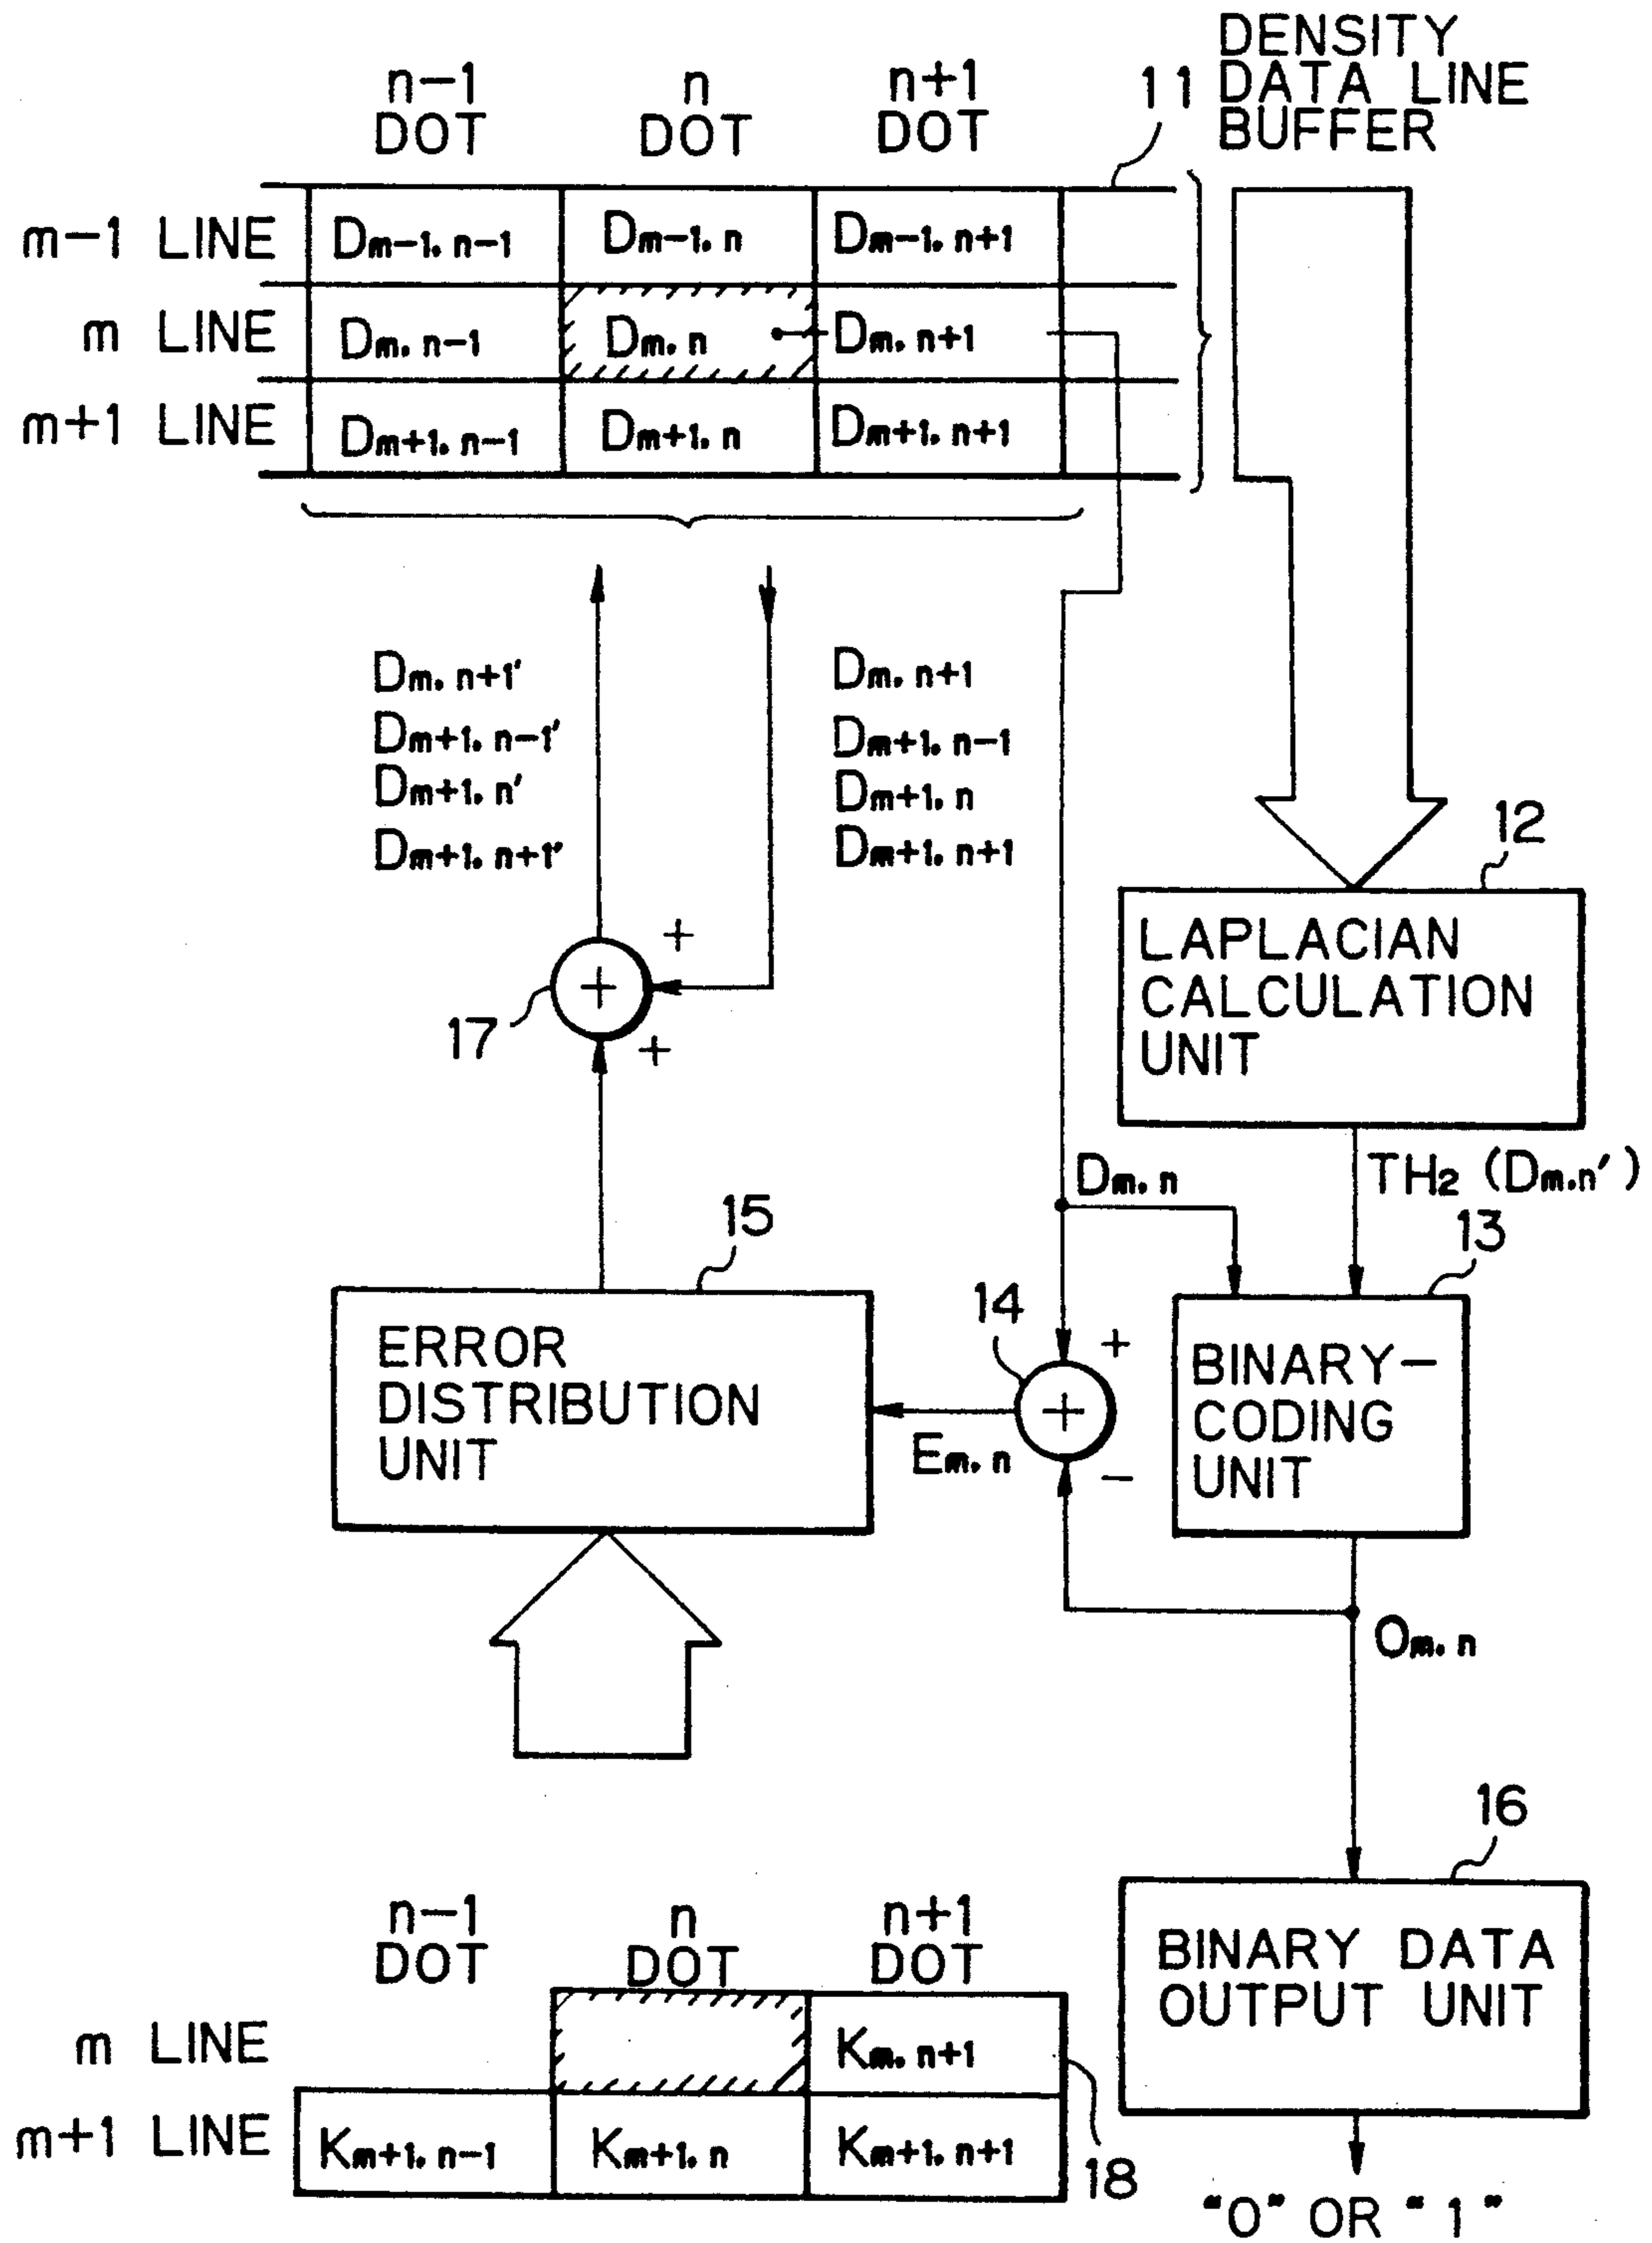 n-1 DOT
n DOT
n+1 DOT
11
DENSITY
DATA LINE
BUFFER
m-1 LINE
Dm-1. n-1
Dm-1. n
Dm-1. n+1
m LINE
Dm. n-1
Dm. n
Dm. n+1
m+1 LINE
Dm+1. n-1
Dm+1. n
Dm+1. n+1
Dm. n+1'
Dm+1. n-1'
Dm+1. n'
Dm+1. n+1'
Dm. n+1
Dm+1. n-1
Dm+1. n
Dm+1. n+1
12
LAPLACIAN
CALCULATION
UNIT
17
+
+
+
Dm. n
TH2 (Dm.n')
15
ERROR
DISTRIBUTION
UNIT
14
+
+
-
Em. n
13
BINARY-
CODING
UNIT
Om. n
16
BINARY DATA
OUTPUT UNIT
"0" OR "1"
n-1 DOT
n DOT
n+1 DOT
m LINE
Km. n+1
m+1 LINE
Km+1. n-1
Km+1. n
Km+1. n+1
18